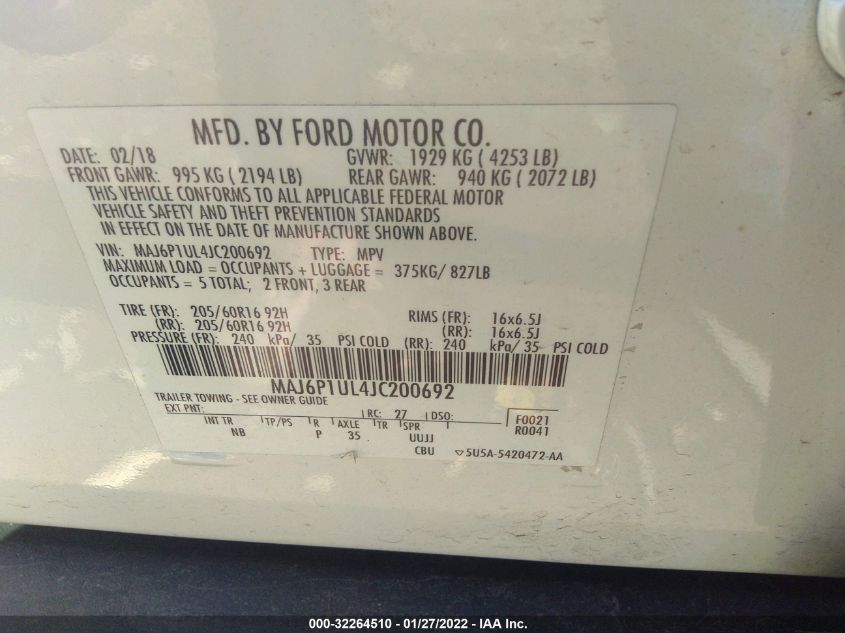 MFD. BY FORD MOTOR CO.
DATE: 02/18 GVWR: 1929 KG ( 4253 LB)
FRONT GAWR: 995 KG ( 2194 LB) REAR GAWR: 940 KG ( 2072 LB)
THIS VEHICLE CONFORMS TO ALL APPLICABLE FEDERAL MOTOR
VEHICLE SAFETY AND THEFT PREVENTION STANDARDS
IN EFFECT ON THE DATE OF MANUFACTURE SHOWN ABOVE.
VIN: MAJ6P1UL4JC200692 TYPE: MPV
MAXIMUM LOAD = OCCUPANTS + LUGGAGE = 375KG/ 827LB
OCCUPANTS = 5 TOTAL; 2 FRONT, 3 REAR
TIRE (FR): 205/60R16 92H RIMS (FR): 16x6.5J
(RR): 205/60R16 92H (RR): 16x6.5J
PRESSURE (FR): 240 kPa/ 35 PSI COLD (RR): 240 kPa/ 35 PSI COLD
MAJ6P1UL4JC200692
TRAILER TOWING - SEE OWNER GUIDE
EXT PNT: RC: 27 DSO: F0021
INT TR TP/PS R AXLE TR SPR R0041
NB P 35 UUJJ
CBU ▽5U5A-5420472-AA
000-32264510 - 01/27/2022 - IAA Inc.